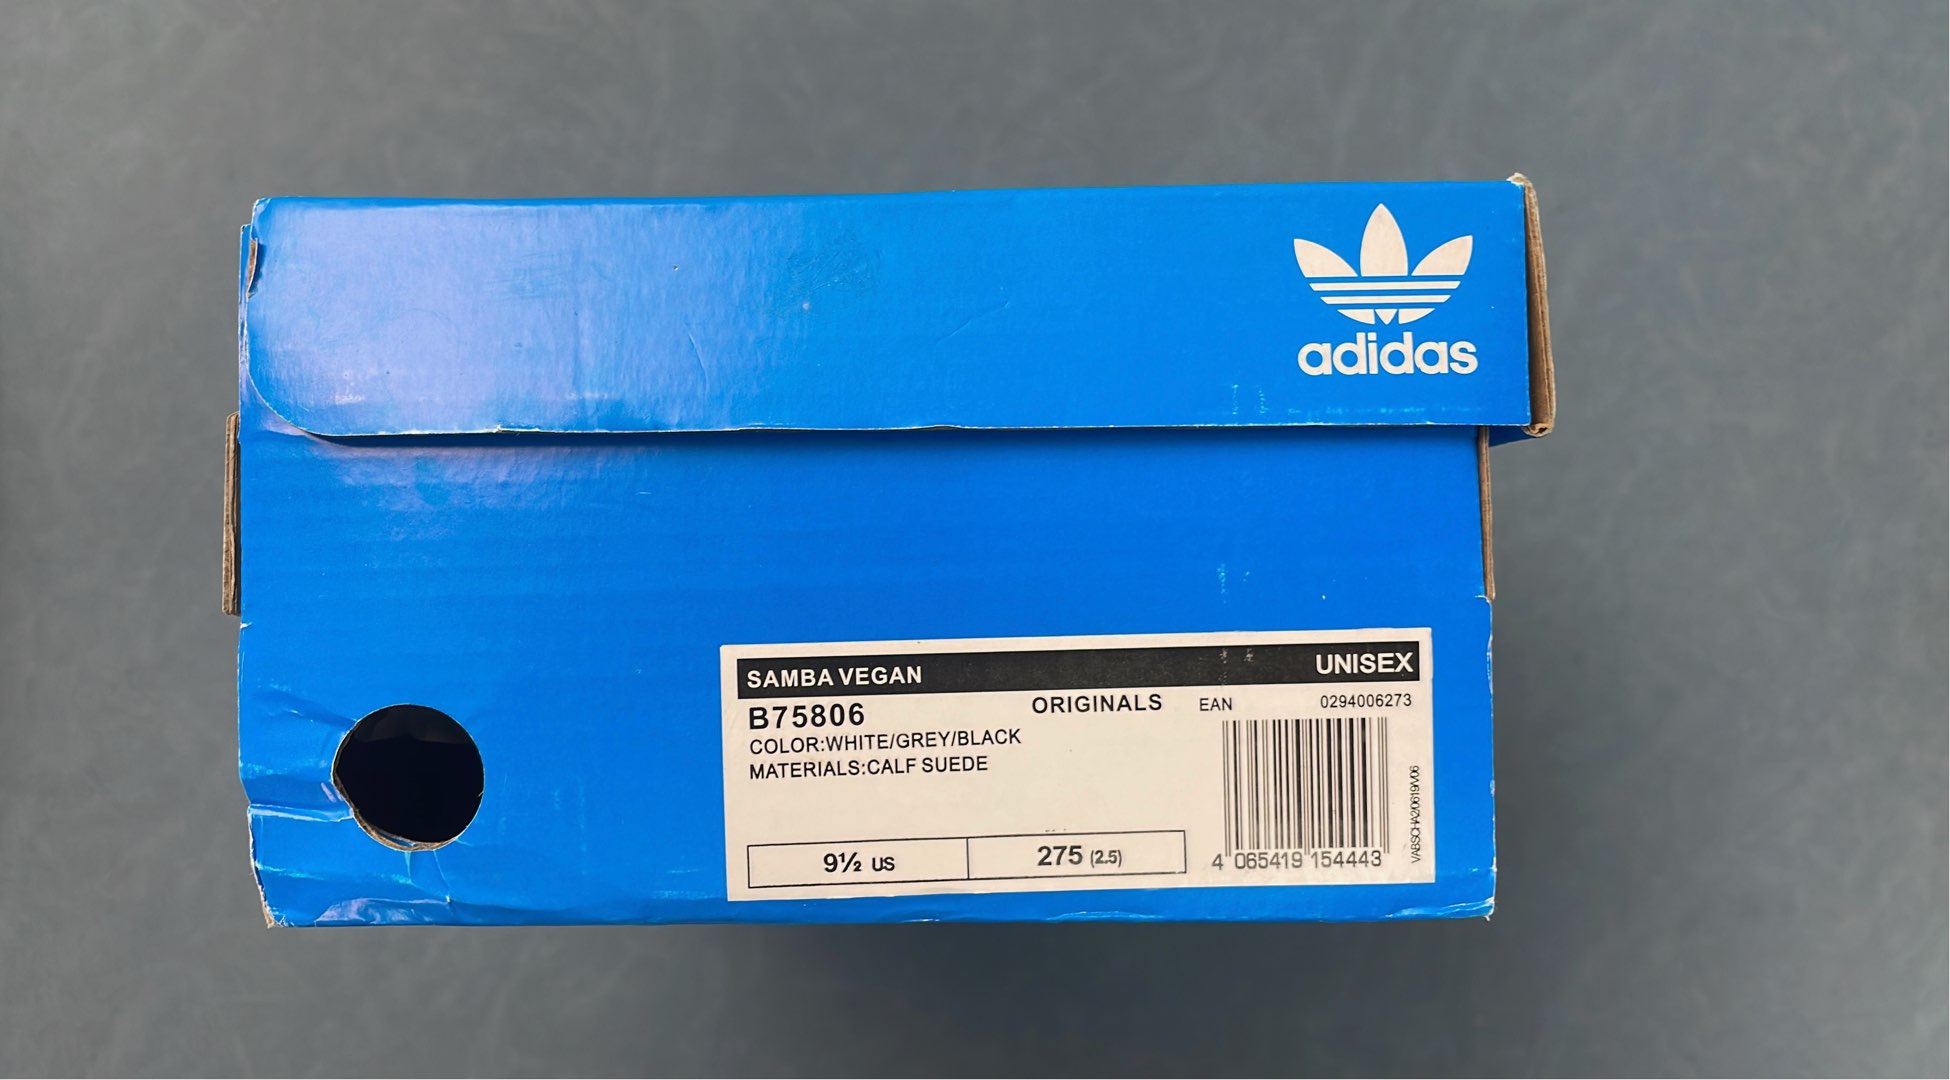 adidas
SAMBA VEGAN UNISEX
B75806 ORIGINALS EAN 0294006273
COLOR:WHITE/GREY/BLACK
MATERIALS:CALF SUEDE
9½ US 275 (2.5)
4 065419 154443